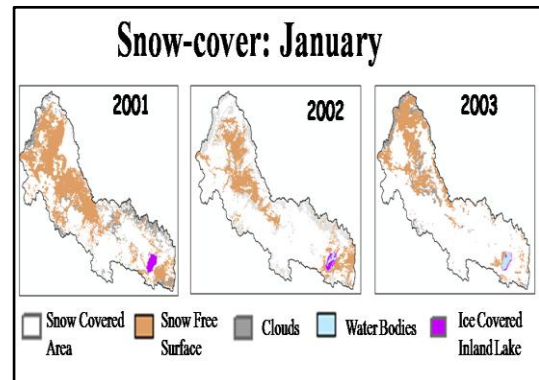 Snow-cover: January
2001
2002
2003
Snow Covered Area
Snow Free Surface
Clouds
Water Bodies
Ice Covered Inland Lake